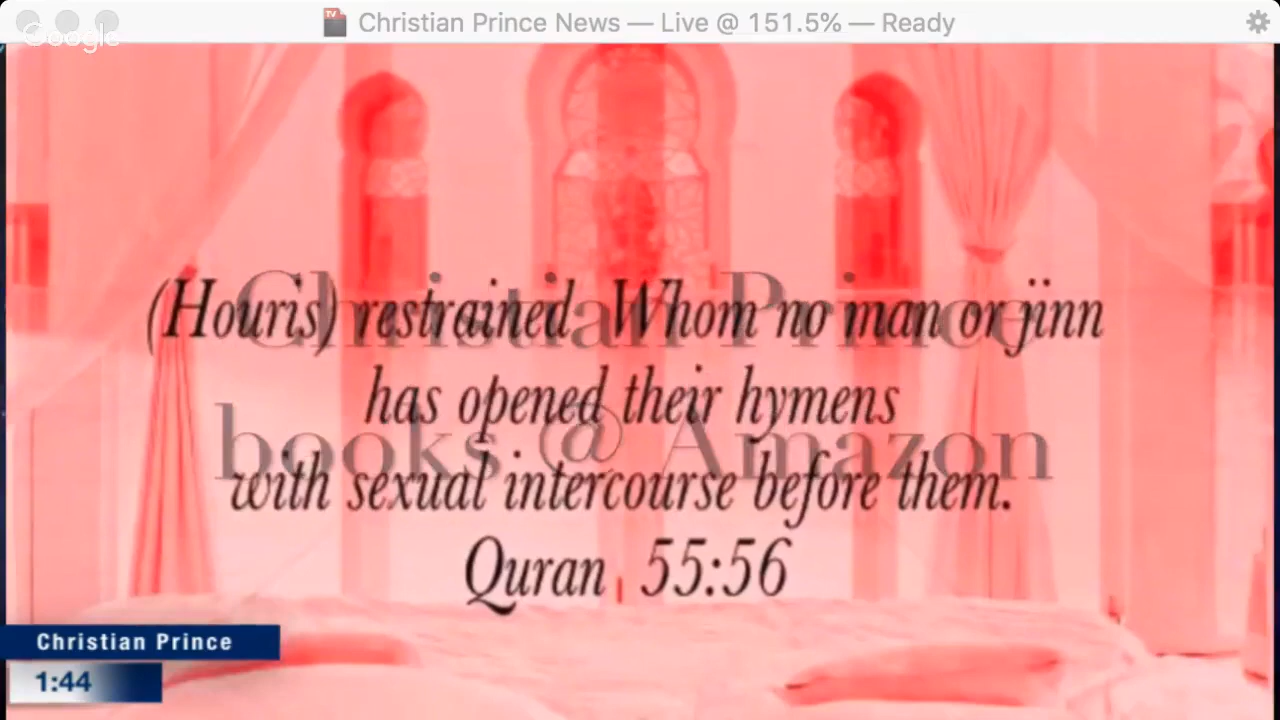 Christian Prince News — Live @ 151.5% — Ready
Google
(Houris) restrained Whom no man or jinn
has opened their hymens
with sexual intercourse before them.
Quran 55:56
Christian Prince
books @ Amazon
Christian Prince
1:44